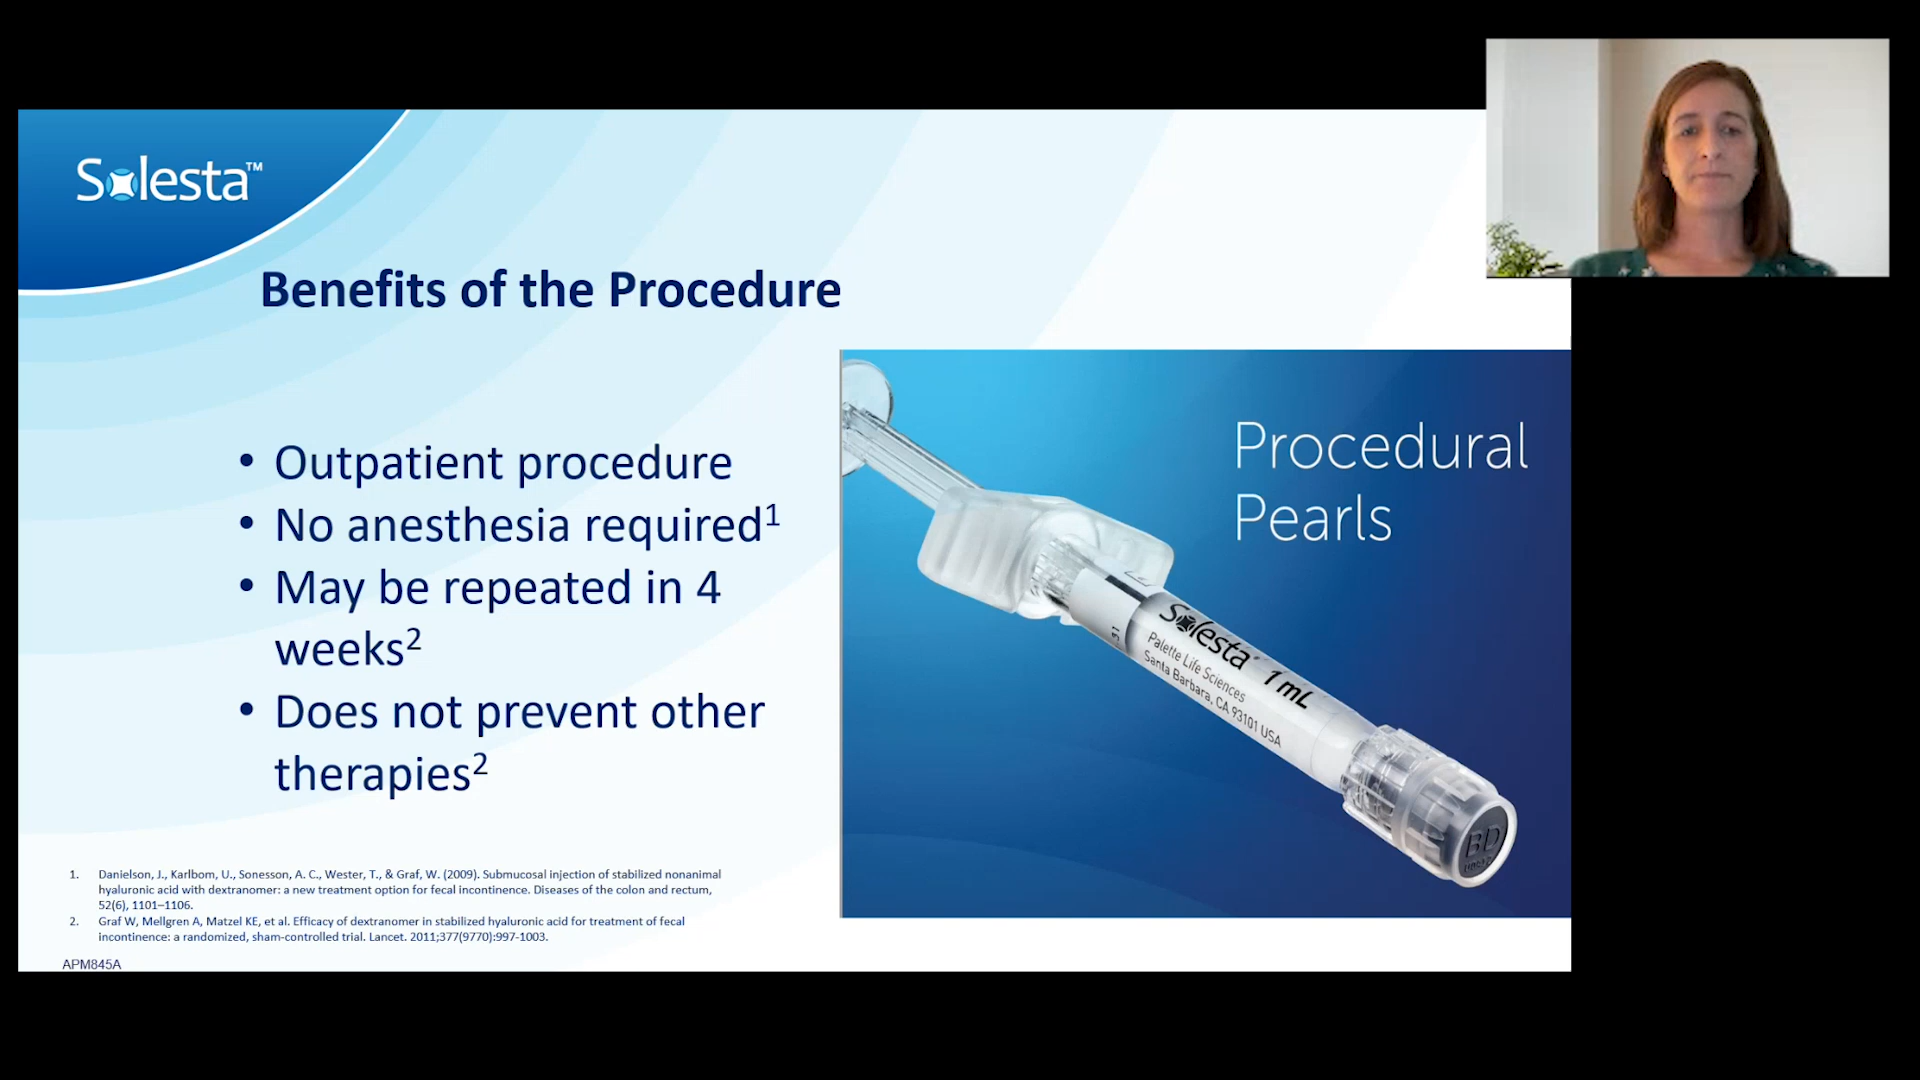 Solesta™
Benefits of the Procedure
• Outpatient procedure
• No anesthesia required1
• May be repeated in 4
weeks2
• Does not prevent other
therapies2
Procedural
Pearls
Solesta 1 mL
Palette Life Sciences
Santa Barbara, CA 93101 USA
BD
1. Danielson, J., Karlbom, U., Sonesson, A. C., Wester, T., & Graf, W. (2009). Submucosal injection of stabilized nonanimal
hyaluronic acid with dextranomer: a new treatment option for fecal incontinence. Diseases of the colon and rectum,
52(6), 1101–1106.
2. Graf W, Mellgren A, Matzel KE, et al. Efficacy of dextranomer in stabilized hyaluronic acid for treatment of fecal
incontinence: a randomized, sham-controlled trial. Lancet. 2011;377(9770):997-1003.
APM845A